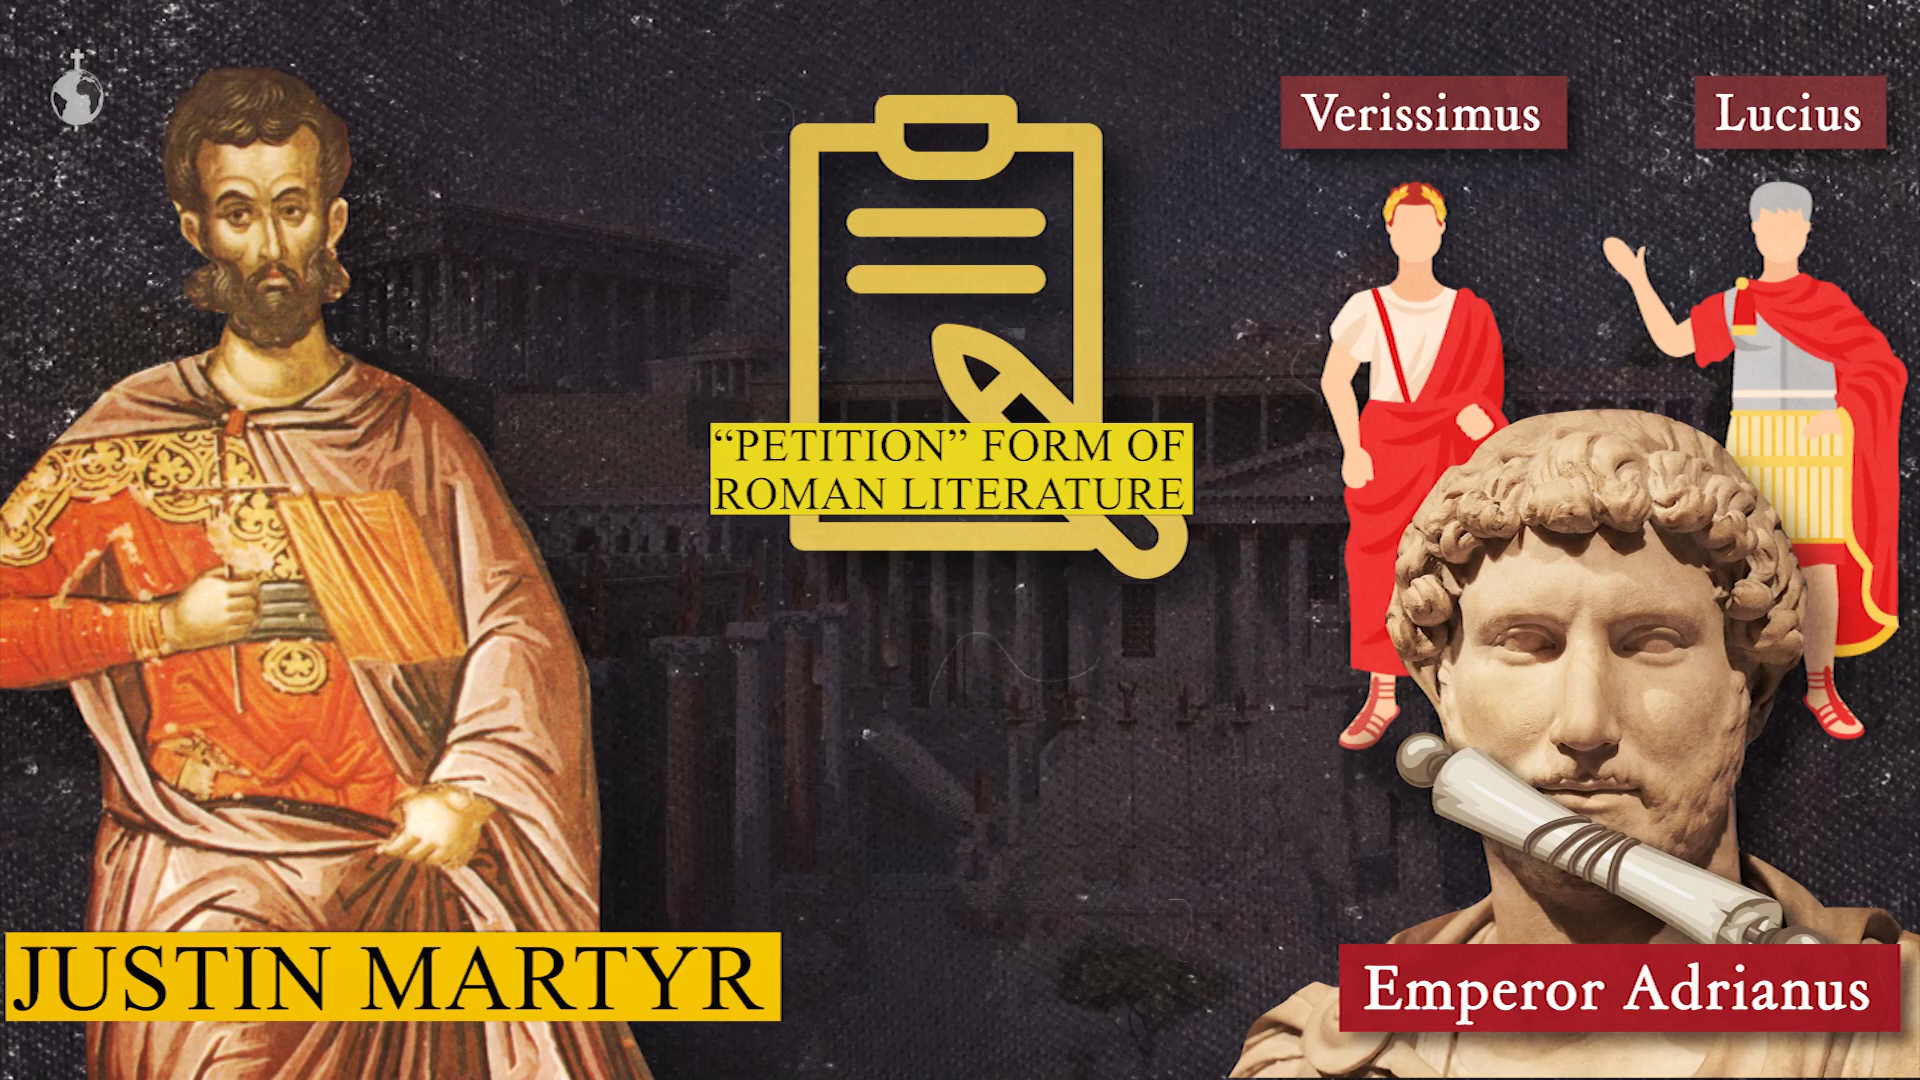 Verissimus
Lucius
“PETITION” FORM OF
ROMAN LITERATURE
JUSTIN MARTYR
Emperor Adrianus